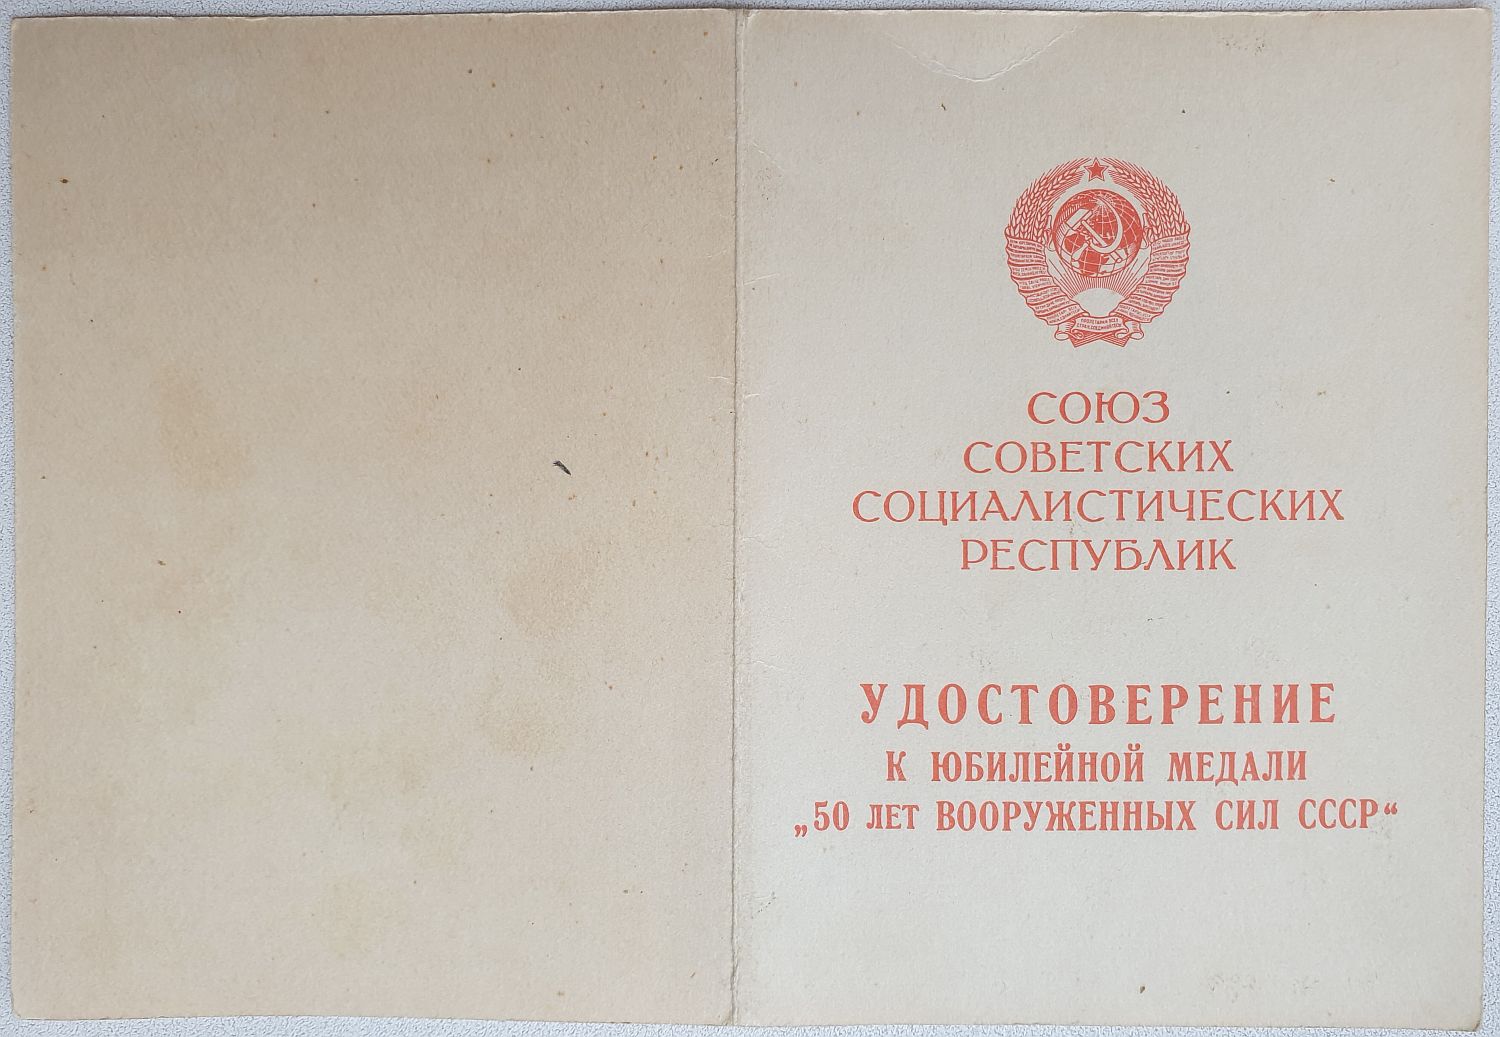 СОЮЗ
СОВЕТСКИХ
СОЦИАЛИСТИЧЕСКИХ
РЕСПУБЛИК
УДОСТОВЕРЕНИЕ
К ЮБИЛЕЙНОЙ МЕДАЛИ
„50 ЛЕТ ВООРУЖЕННЫХ СИЛ СССР“